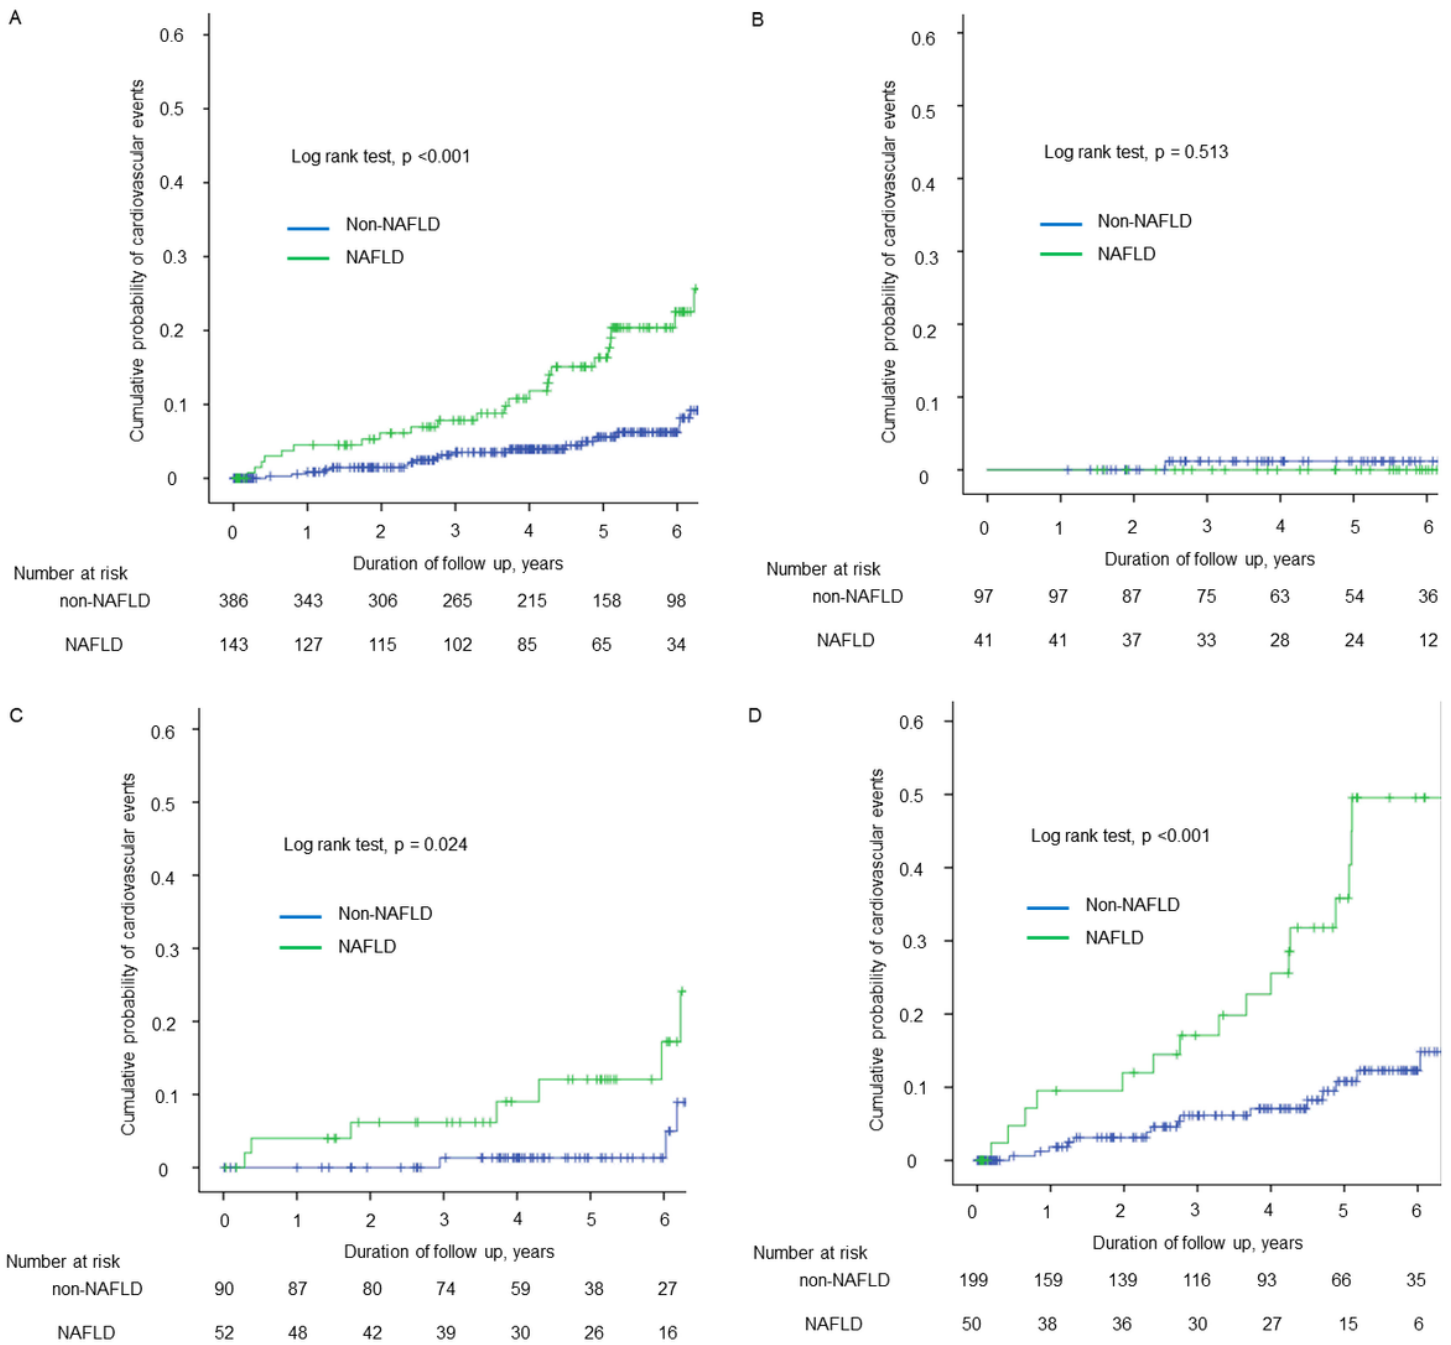 A
Cumulative probability of cardiovascular events
0.6
0.5
0.4
0.3
0.2
0.1
0
Log rank test, p <0.001
Non-NAFLD
NAFLD
0 1 2 3 4 5 6
Duration of follow up, years
Number at risk
non-NAFLD 386 343 306 265 215 158 98
NAFLD 143 127 115 102 85 65 34
B
Cumulative probability of cardiovascular events
0.6
0.5
0.4
0.3
0.2
0.1
0
Log rank test, p = 0.513
Non-NAFLD
NAFLD
0 1 2 3 4 5 6
Duration of follow up, years
Number at risk
non-NAFLD 97 97 87 75 63 54 36
NAFLD 41 41 37 33 28 24 12
C
Cumulative probability of cardiovascular events
0.6
0.5
0.4
0.3
0.2
0.1
0
Log rank test, p = 0.024
Non-NAFLD
NAFLD
0 1 2 3 4 5 6
Duration of follow up, years
Number at risk
non-NAFLD 90 87 80 74 59 38 27
NAFLD 52 48 42 39 30 26 16
D
Cumulative probability of cardiovascular events
0.6
0.5
0.4
0.3
0.2
0.1
0
Log rank test, p <0.001
Non-NAFLD
NAFLD
0 1 2 3 4 5 6
Duration of follow up, years
Number at risk
non-NAFLD 199 159 139 116 93 66 35
NAFLD 50 38 36 30 27 15 6